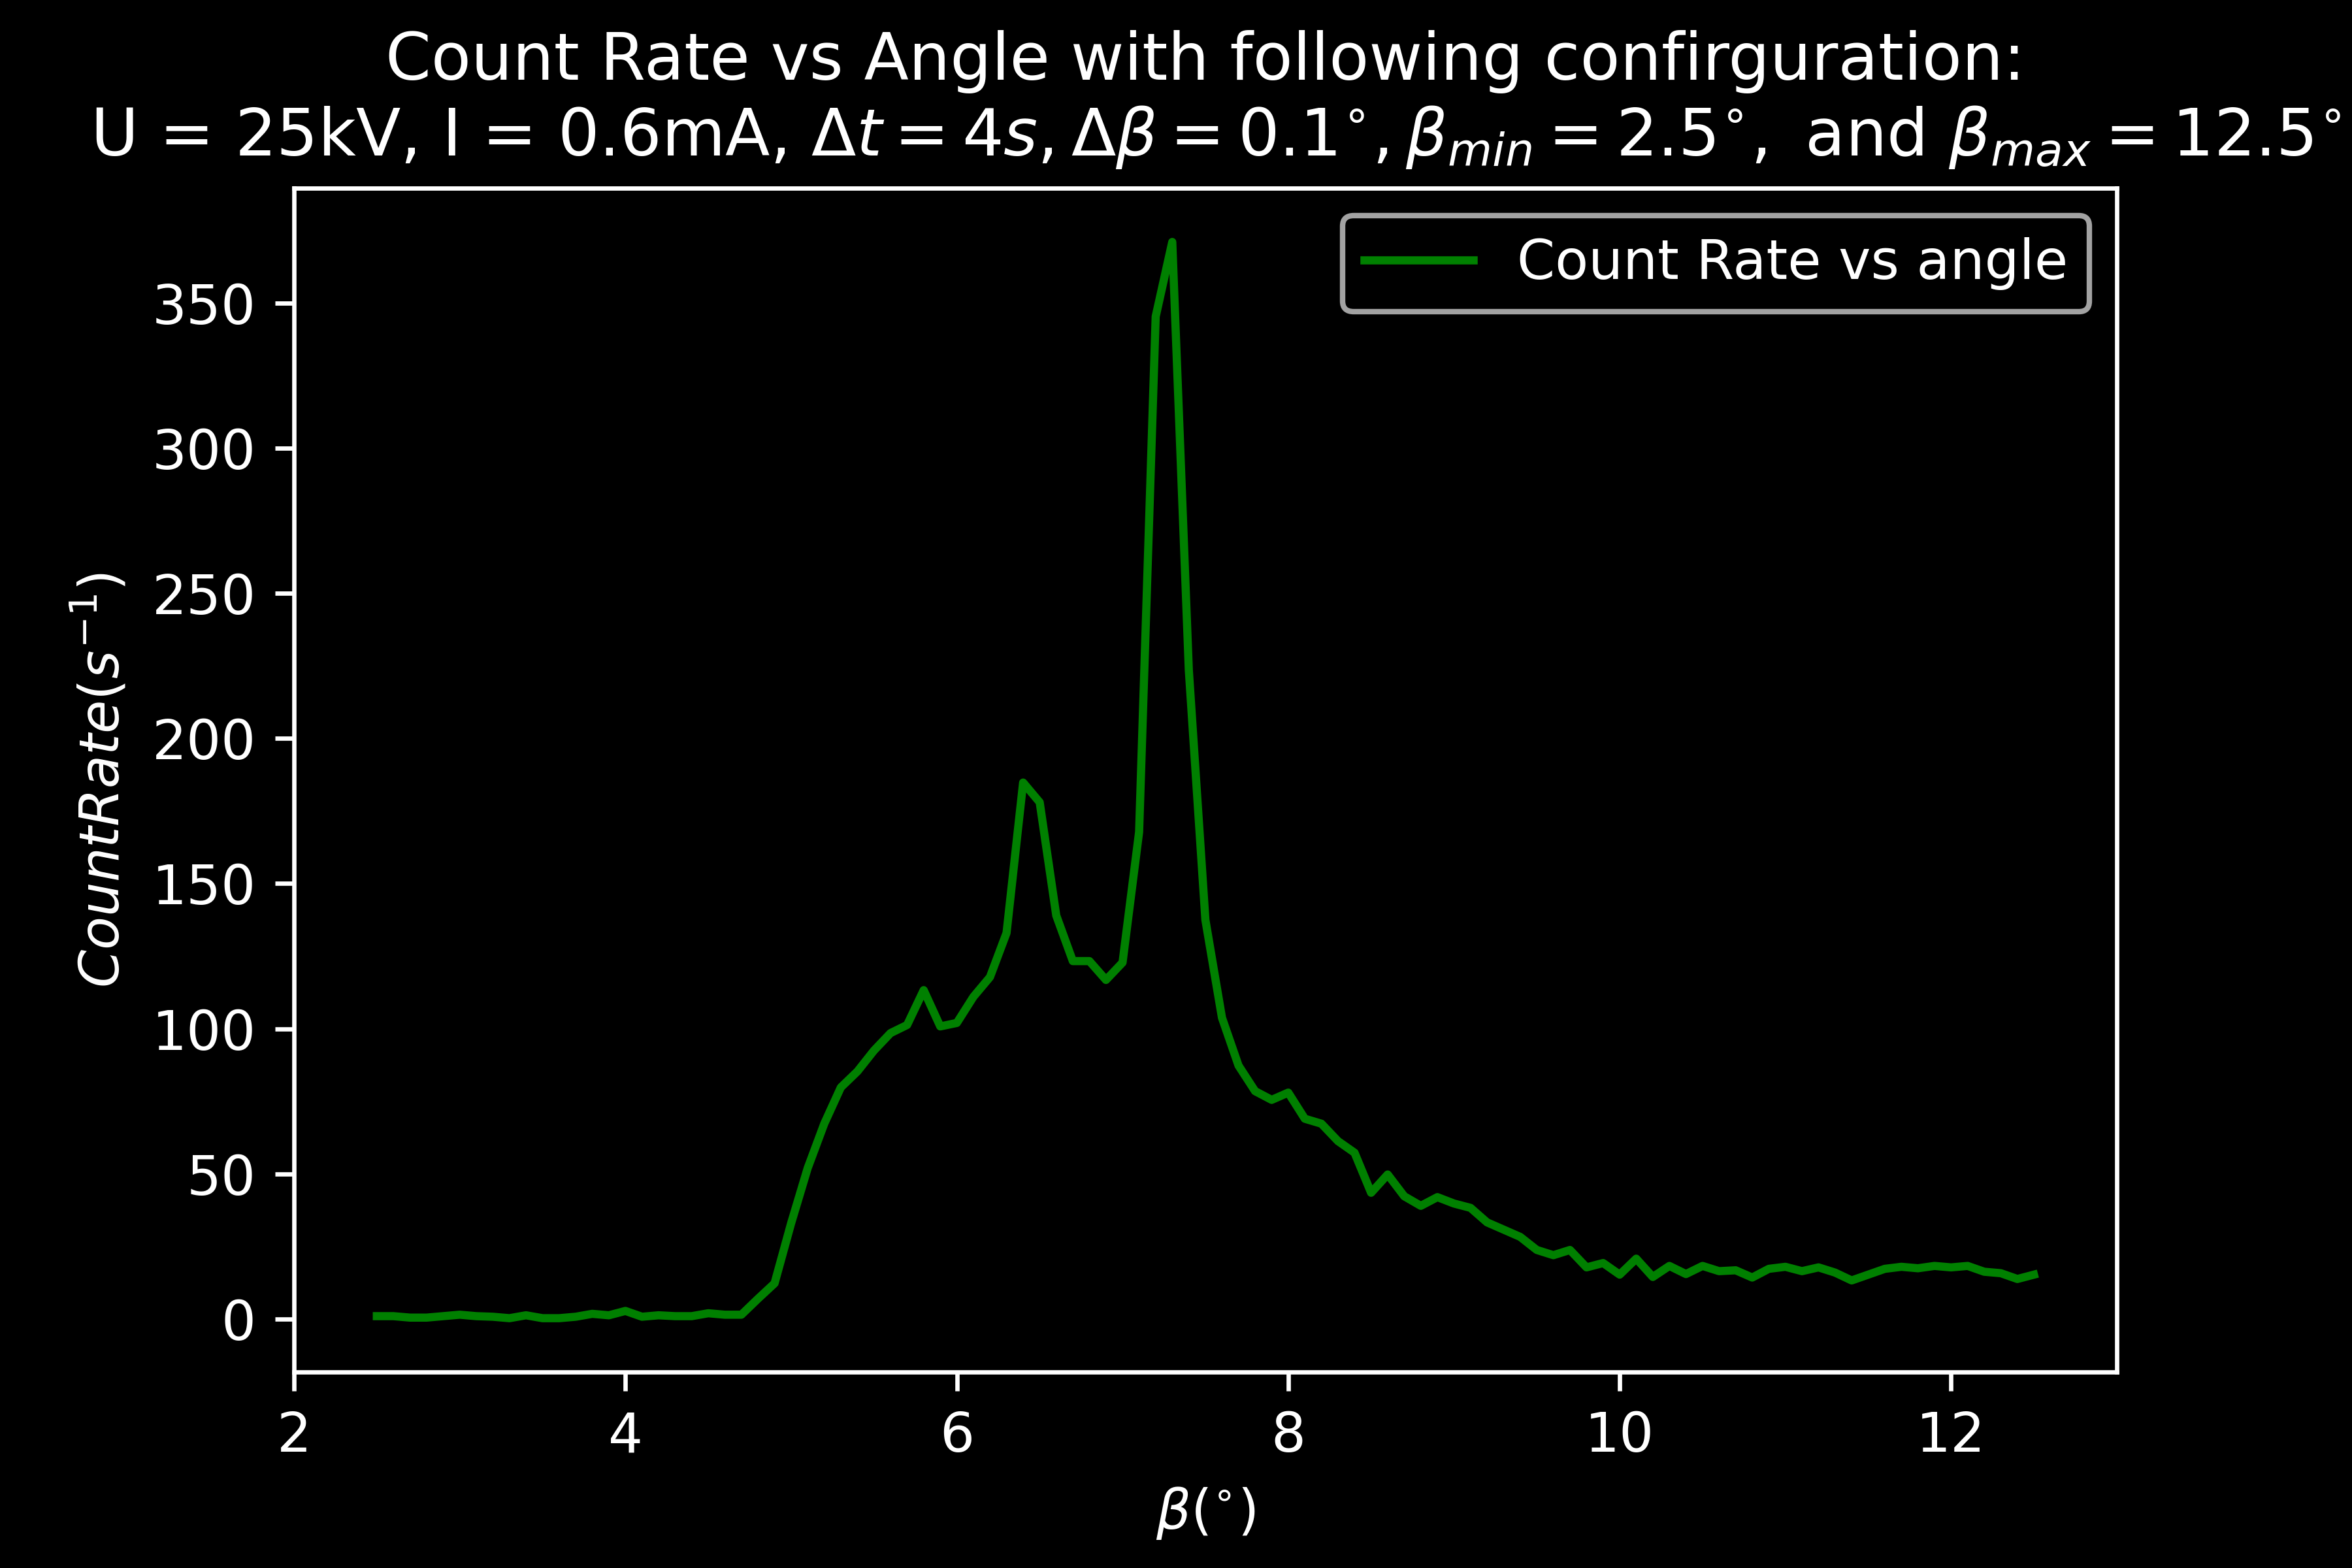 Count Rate vs Angle with following confirguration:
U = 25kV, I = 0.6mA, Δt = 4s, Δβ = 0.1°, βmin = 2.5°, and βmax = 12.5°
Count Rate vs angle
CountRate(s⁻¹)
350
300
250
200
150
100
50
0
2 4 6 8 10 12
β(°)